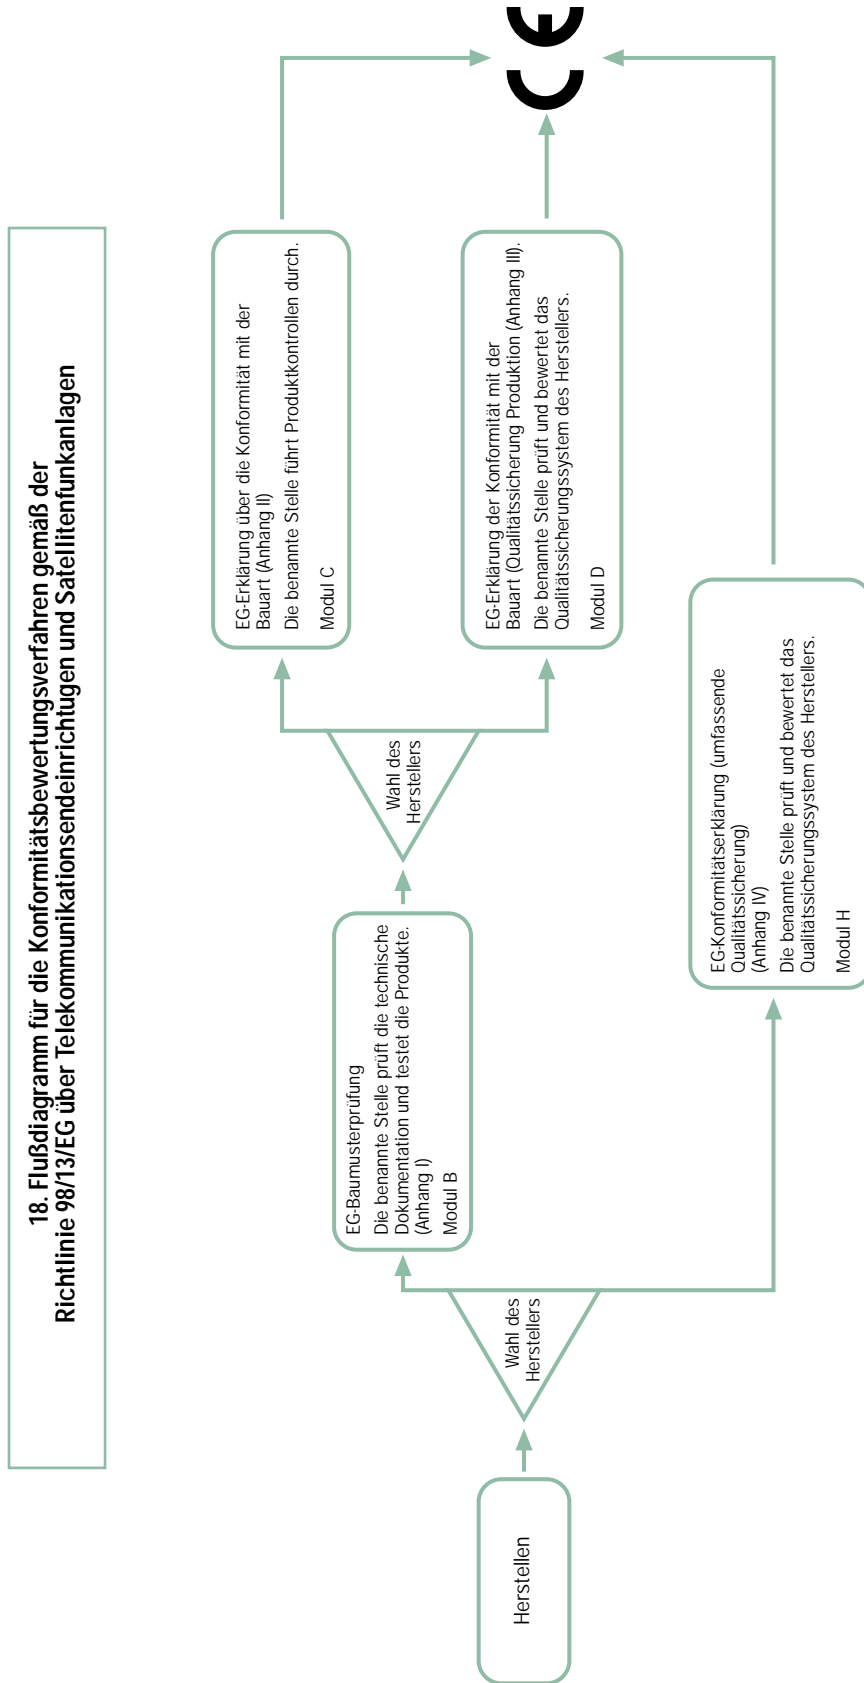 18. Flußdiagramm für die Konformitätsbewertungsverfahren gemäß der
Richtlinie 98/13/EG über Telekommunikationsendeinrichtugen und Satellitenfunkanlagen
Herstellen
Wahl des
Herstellers
EG-Baumusterprüfung
Die benannte Stelle prüft die technische
Dokumentation und testet die Produkte.
(Anhang I)
Modul B
Wahl des
Herstellers
EG-Erklärung über die Konformität mit der
Bauart (Anhang II)
Die benannte Stelle führt Produktkontrollen durch.
Modul C
EG-Erklärung der Konformität mit der
Bauart (Qualitätssicherung Produktion (Anhang III).
Die benannte Stelle prüft und bewertet das
Qualitätssicherungssystem des Herstellers.
Modul D
EG-Konformitätserklärung (umfassende
Qualitätssicherung)
(Anhang IV)
Die benannte Stelle prüft und bewertet das
Qualitätssicherungssystem des Herstellers.
Modul H
CE